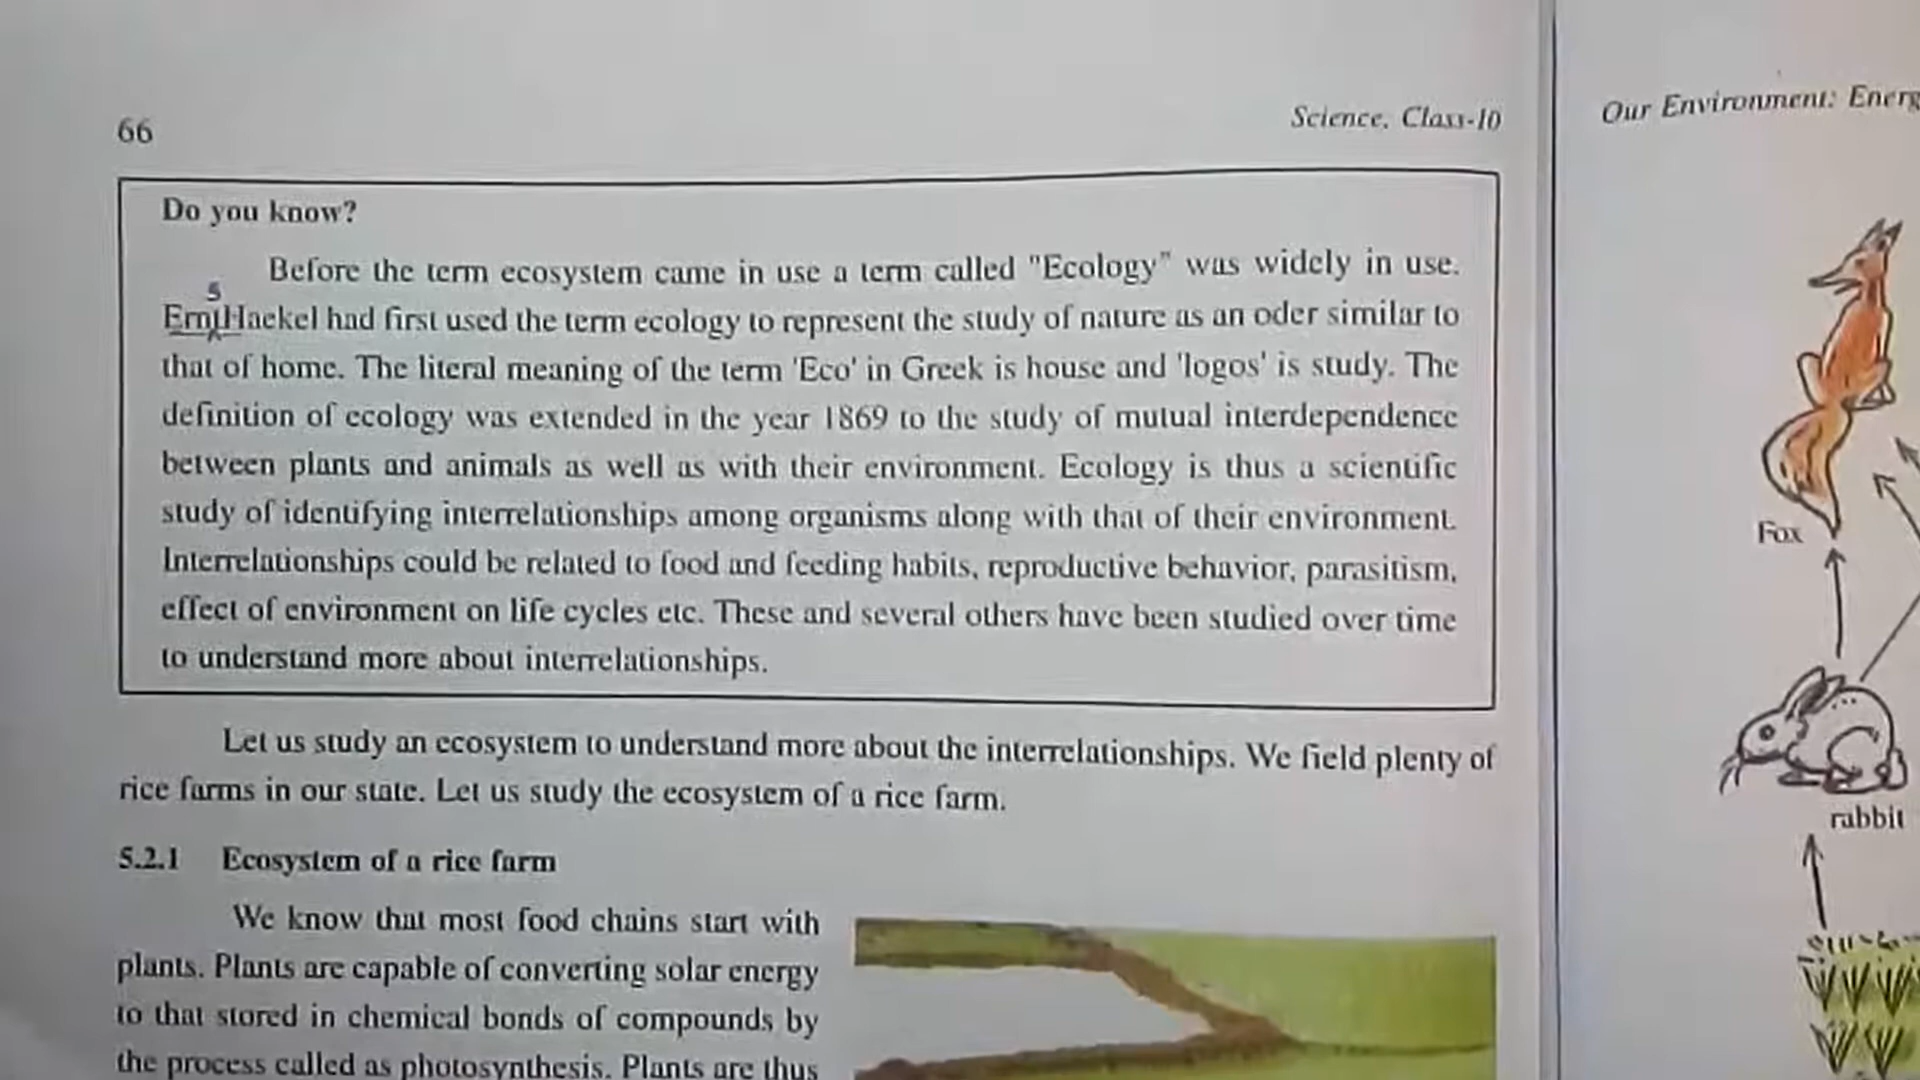 66
Science, Class-10
Do you know?
Before the term ecosystem came in use a term called "Ecology" was widely in use.
s
Ernt Haekel had first used the term ecology to represent the study of nature as an oder similar to
that of home. The literal meaning of the term 'Eco' in Greek is house and 'logos' is study. The
definition of ecology was extended in the year 1869 to the study of mutual interdependence
between plants and animals as well as with their environment. Ecology is thus a scientific
study of identifying interrelationships among organisms along with that of their environment.
Interrelationships could be related to food and feeding habits, reproductive behavior, parasitism,
effect of environment on life cycles etc. These and several others have been studied over time
to understand more about interrelationships.
Let us study an ecosystem to understand more about the interrelationships. We field plenty of
rice farms in our state. Let us study the ecosystem of a rice farm.
5.2.1 Ecosystem of a rice farm
We know that most food chains start with
plants. Plants are capable of converting solar energy
to that stored in chemical bonds of compounds by
the process called as photosynthesis. Plants are thus
Our Environment: Energ
Fox
rabbit